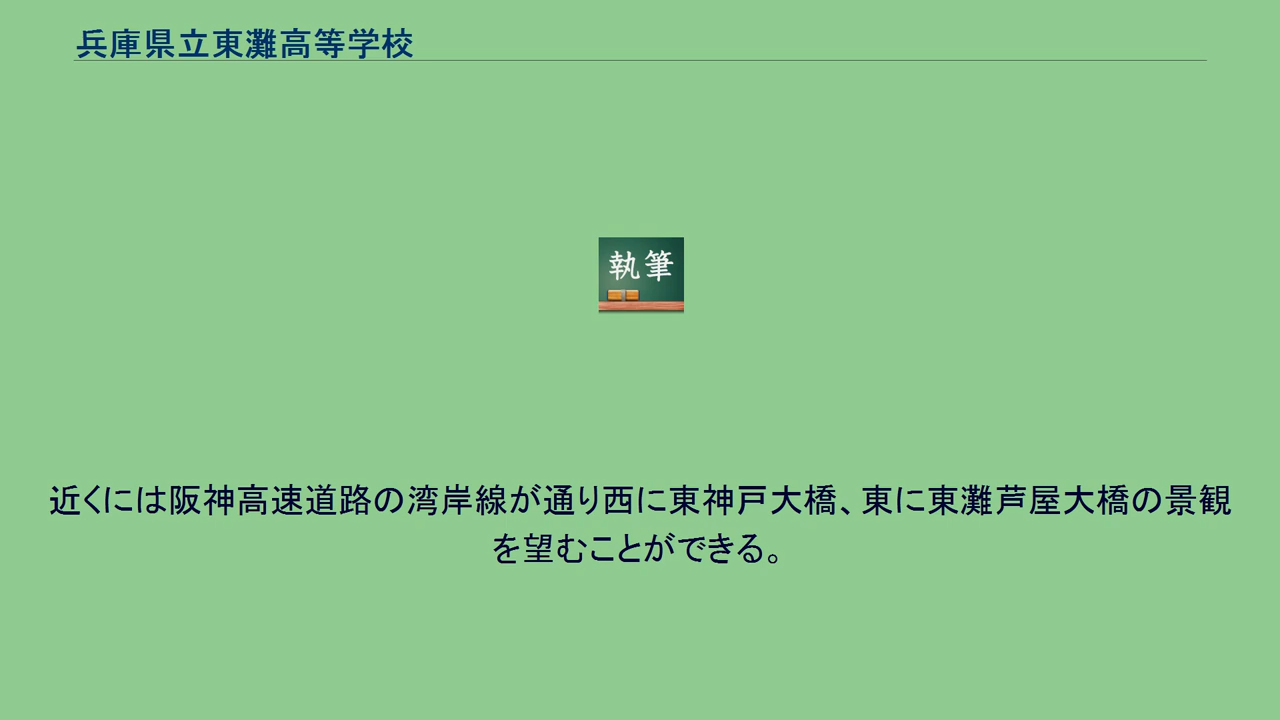 兵庫県立東灘高等学校
執筆
近くには阪神高速道路の湾岸線が通り西に東神戸大橋、東に東灘芦屋大橋の景観
を望むことができる。